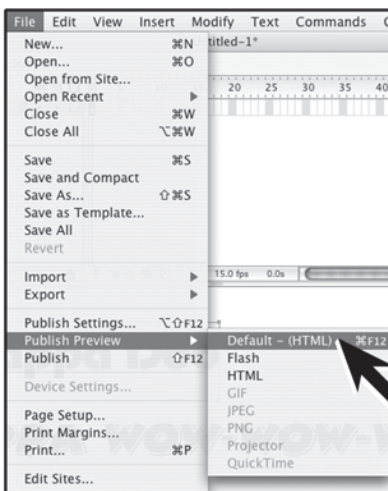 File Edit View Insert Modify Text Commands
New... ⌘N
titled-1*
Open... ⌘O
Open from Site...
20 25 30 35 40
Open Recent ▶
Close ⌘W
Close All ⌥⌘W
Save ⌘S
Save and Compact
Save As... ⇧⌘S
Save as Template...
Save All
Revert
Import ▶
15.0 fps 0.0s
Export ▶
Publish Settings... ⌥⇧F12
Publish Preview ▶
Default – (HTML) ⌘F12
Publish ⇧F12
Flash
HTML
Device Settings...
GIF
JPEG
Page Setup...
PNG
Print Margins...
Projector
Print... ⌘P
QuickTime
Edit Sites...